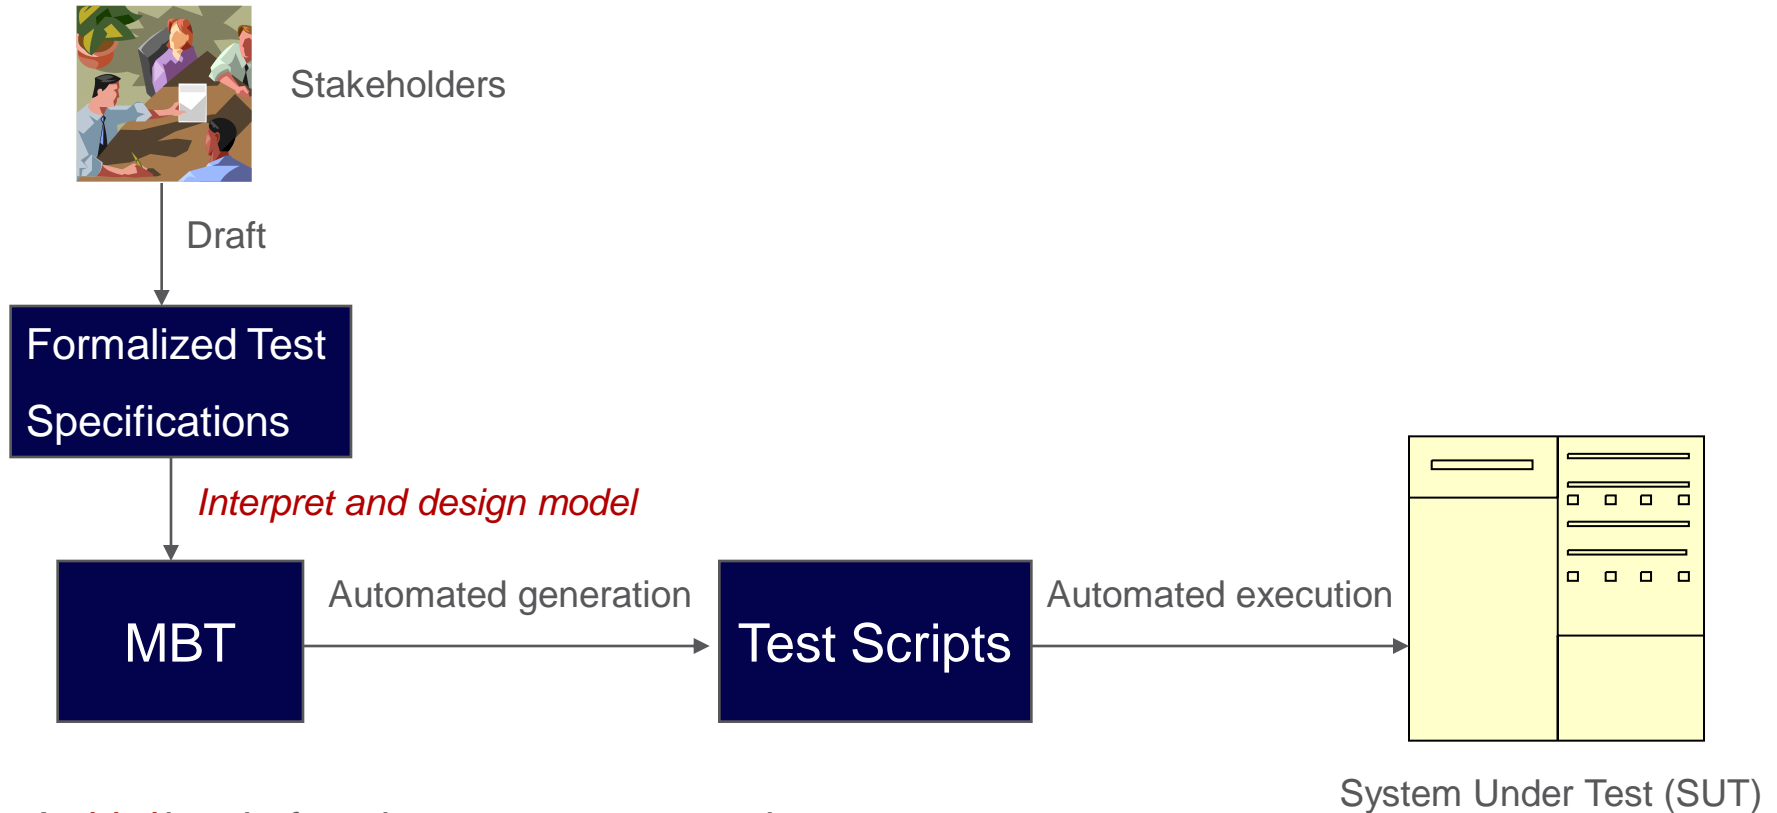 Stakeholders
Draft
Formalized Test
Specifications
Interpret and design model
MBT
Automated generation
Test Scripts
Automated execution
System Under Test (SUT)